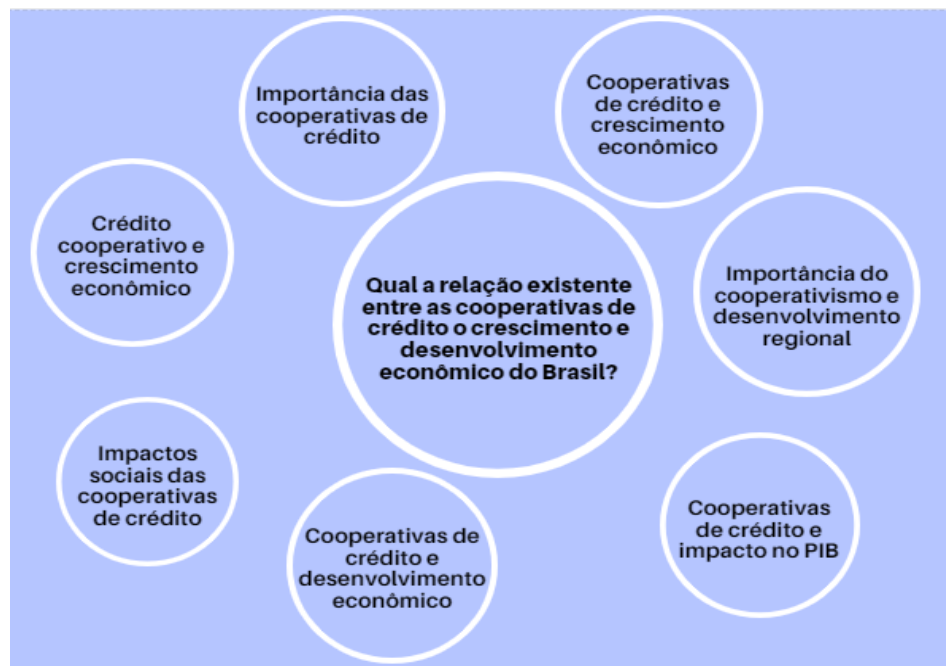 Importância das
cooperativas de
crédito
Cooperativas
de crédito e
crescimento
econômico
Crédito
cooperativo e
crescimento
econômico
Qual a relação existente
entre as cooperativas de
crédito o crescimento e
desenvolvimento
econômico do Brasil?
Importância do
cooperativismo e
desenvolvimento
regional
Impactos
sociais das
cooperativas
de crédito
Cooperativas de
crédito e
desenvolvimento
econômico
Cooperativas
de crédito e
impacto no PIB